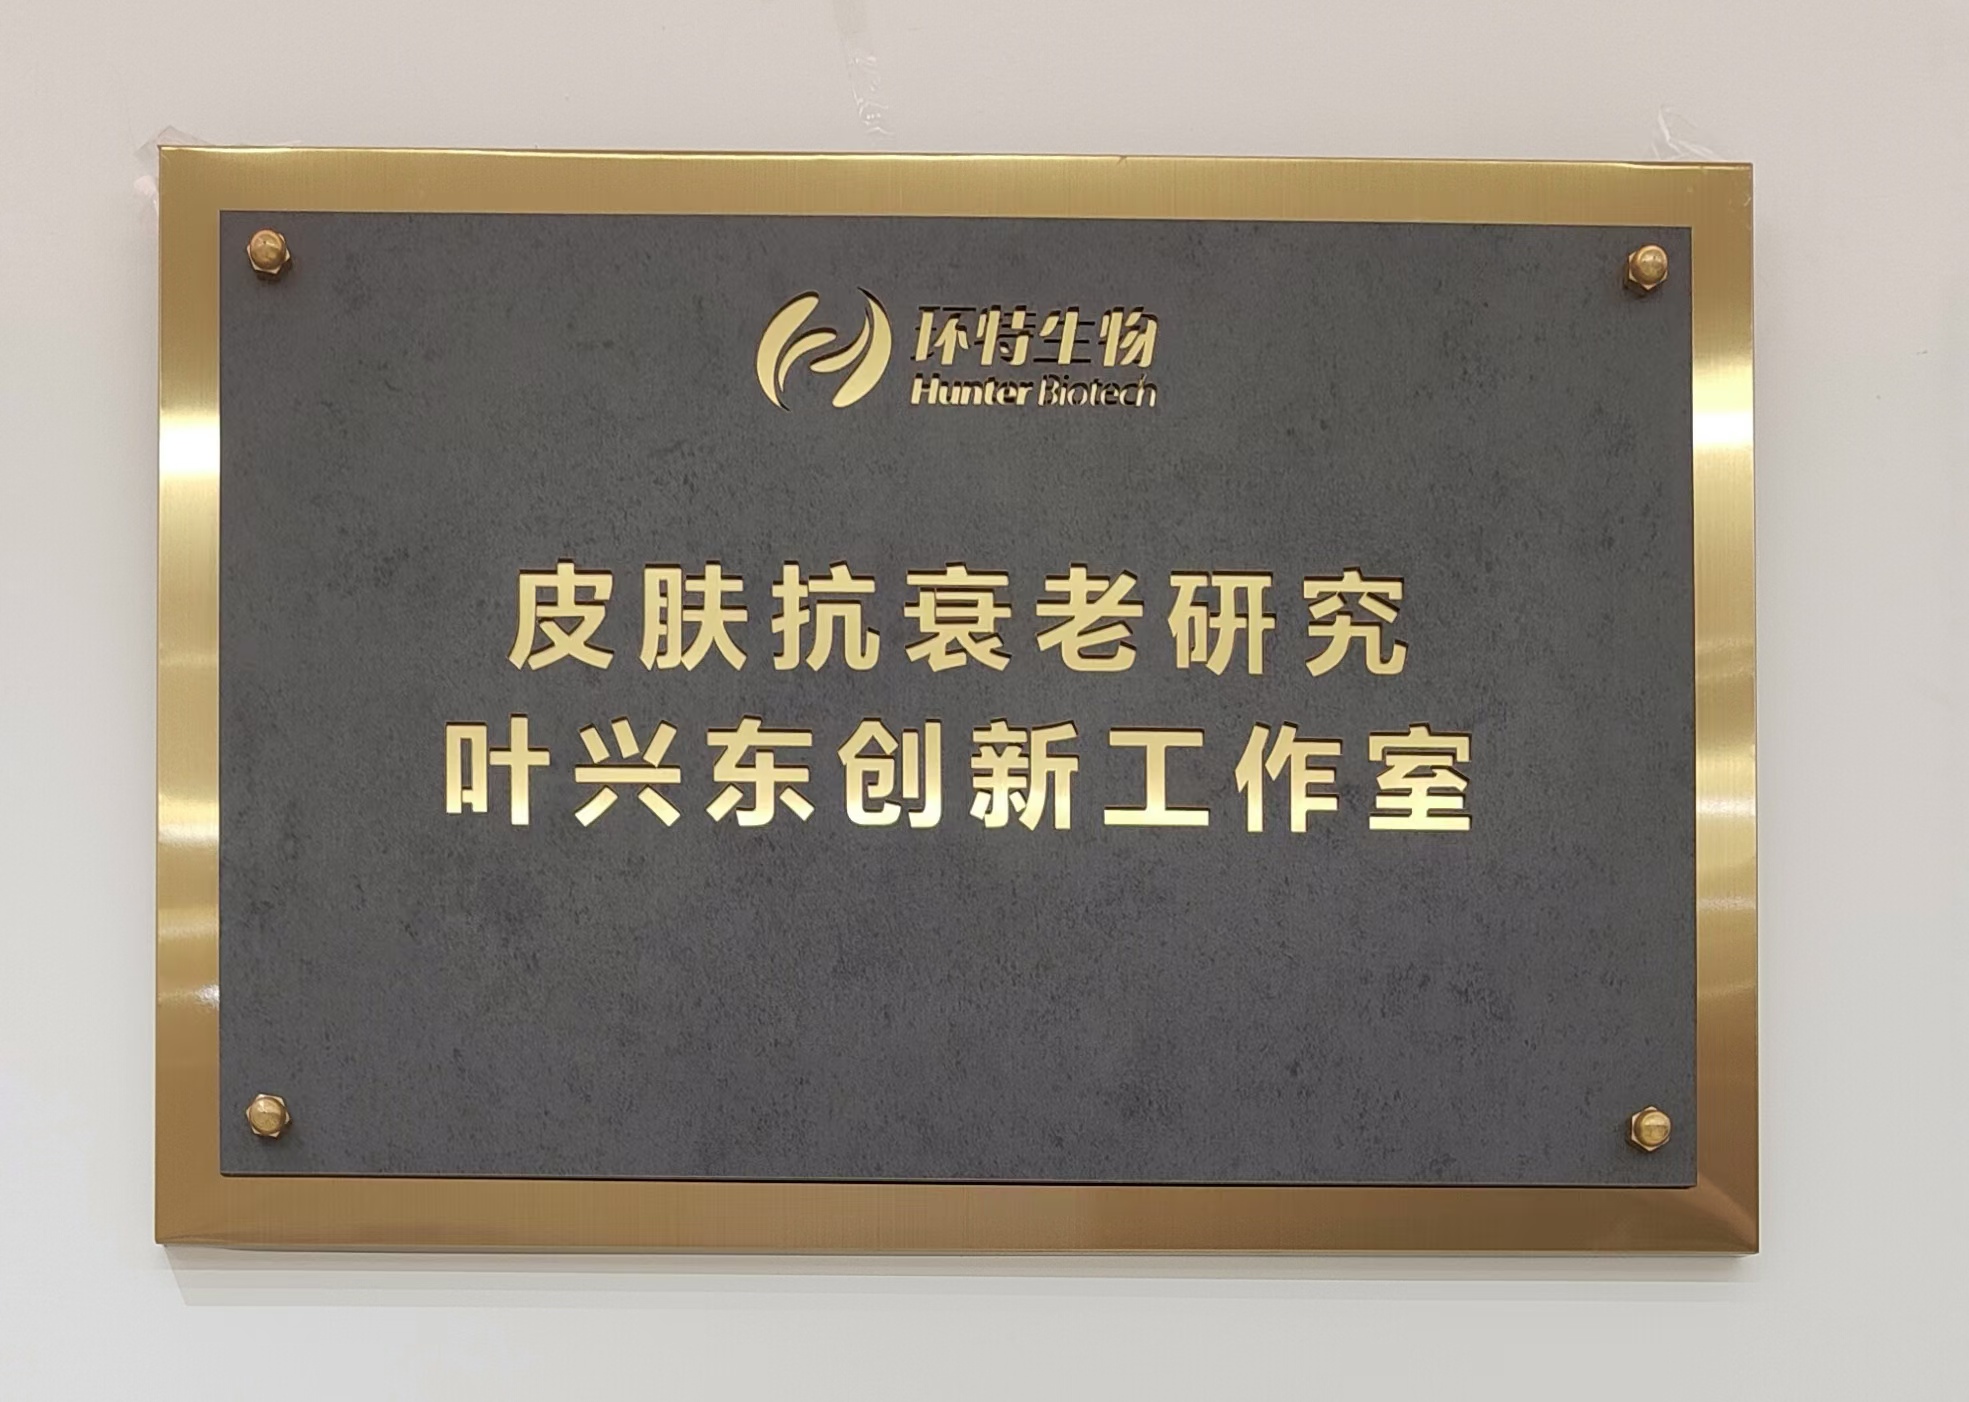 环特生物
Hunter Biotech
皮肤抗衰老研究
叶兴东创新工作室